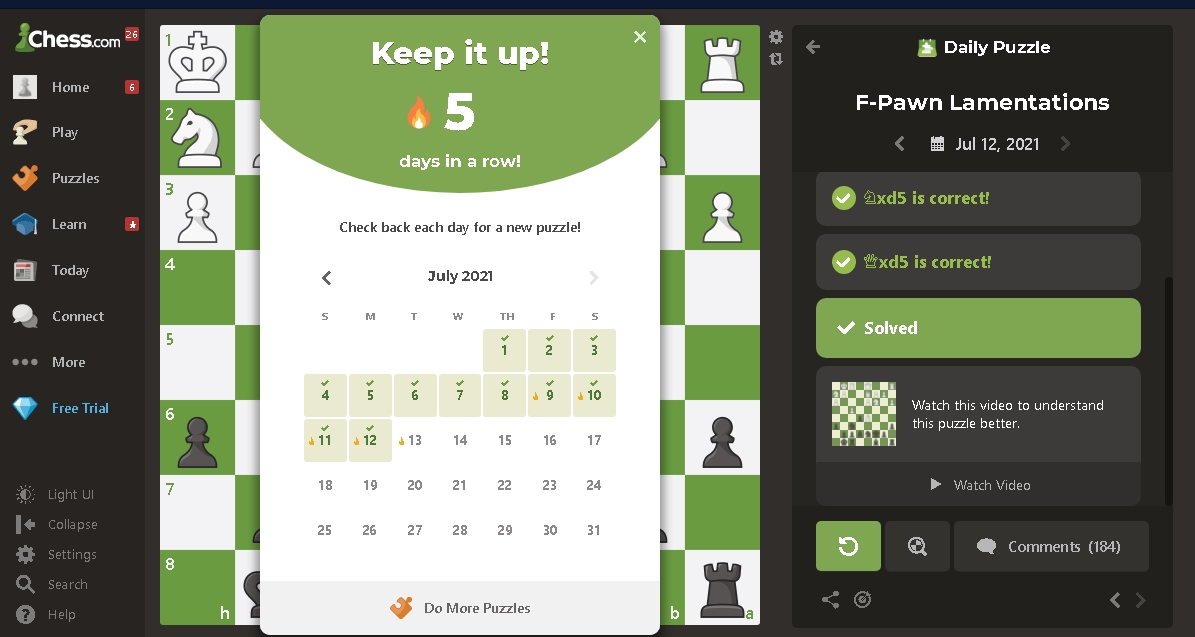 Chess.com 26
Home 6
Play
Puzzles
Learn
Today
Connect
More
Free Trial
Light UI
Collapse
Settings
Search
Help
1
2
3
4
5
6
7
8
h
b
a
Keep it up!
5
days in a row!
Check back each day for a new puzzle!
July 2021
S M T W TH F S
1 2 3
4 5 6 7 8 9 10
11 12 13 14 15 16 17
18 19 20 21 22 23 24
25 26 27 28 29 30 31
Do More Puzzles
Daily Puzzle
F-Pawn Lamentations
Jul 12, 2021
♘xd5 is correct!
♕xd5 is correct!
Solved
Watch this video to understand
this puzzle better.
Watch Video
Comments (184)